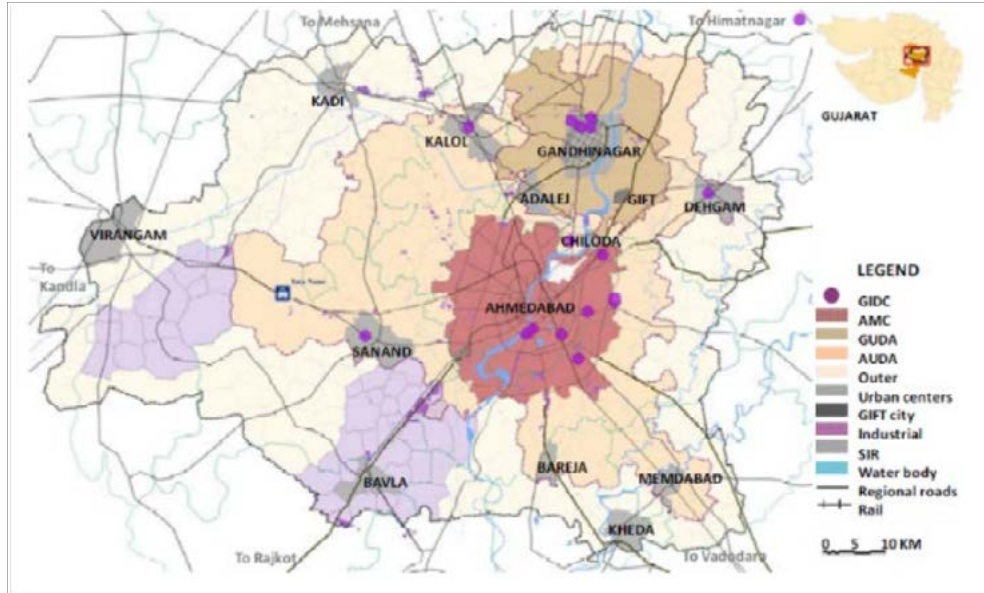 To Mehsana
To Himatnagar
KADI
GUJARAT
KALOL
GANDHINAGAR
ADALEJ
GIFT
DEHGAM
VIRANGAM
CHILODA
To
Kandla
AHMEDABAD
SANAND
BAREJA
MEMDABAD
BAVLA
KHEDA
To Rajkot
To Vadodara
LEGEND
GIDC
AMC
GUDA
AUDA
Outer
Urban centers
GIFT city
Industrial
SIR
Water body
Regional roads
Rail
0 5 10 KM